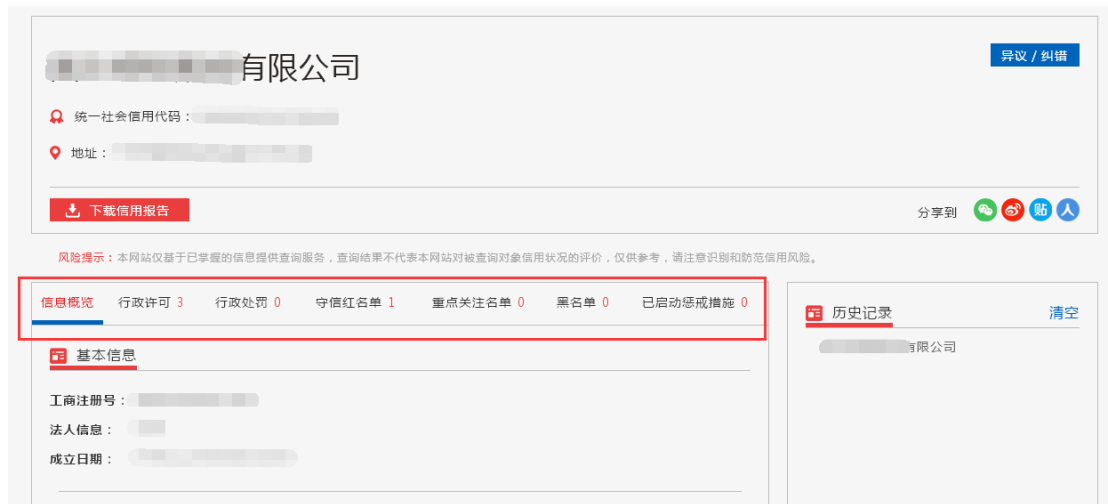 有限公司
异议 / 纠错
统一社会信用代码：
地址：
下载信用报告
分享到
贴
风险提示：本网站仅基于已掌握的信息提供查询服务，查询结果不代表本网站对被查询对象信用状况的评价，仅供参考，请注意识别和防范信用风险。
信息概览 行政许可 3 行政处罚 0 守信红名单 1 重点关注名单 0 黑名单 0 已启动惩戒措施 0
历史记录 清空
有限公司
基本信息
工商注册号：
法人信息：
成立日期：